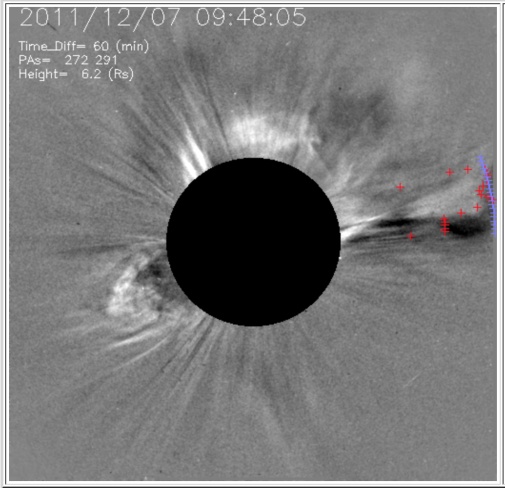 2011/12/07 09:48:05
Time_Diff= 60 (min)
PAs= 272 291
Height= 6.2 (Rs)